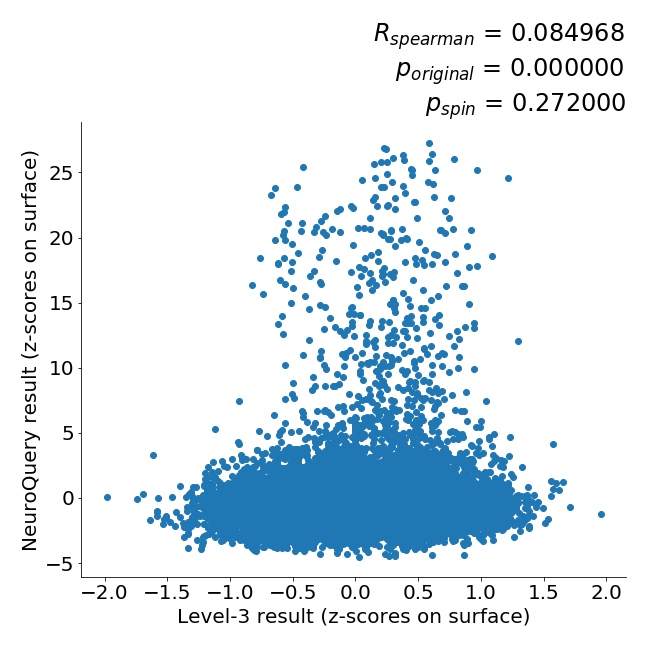 R_spearman = 0.084968
p_original = 0.000000
p_spin = 0.272000
NeuroQuery result (z-scores on surface)
25
20
15
10
5
0
−5
−2.0 −1.5 −1.0 −0.5 0.0 0.5 1.0 1.5 2.0
Level-3 result (z-scores on surface)